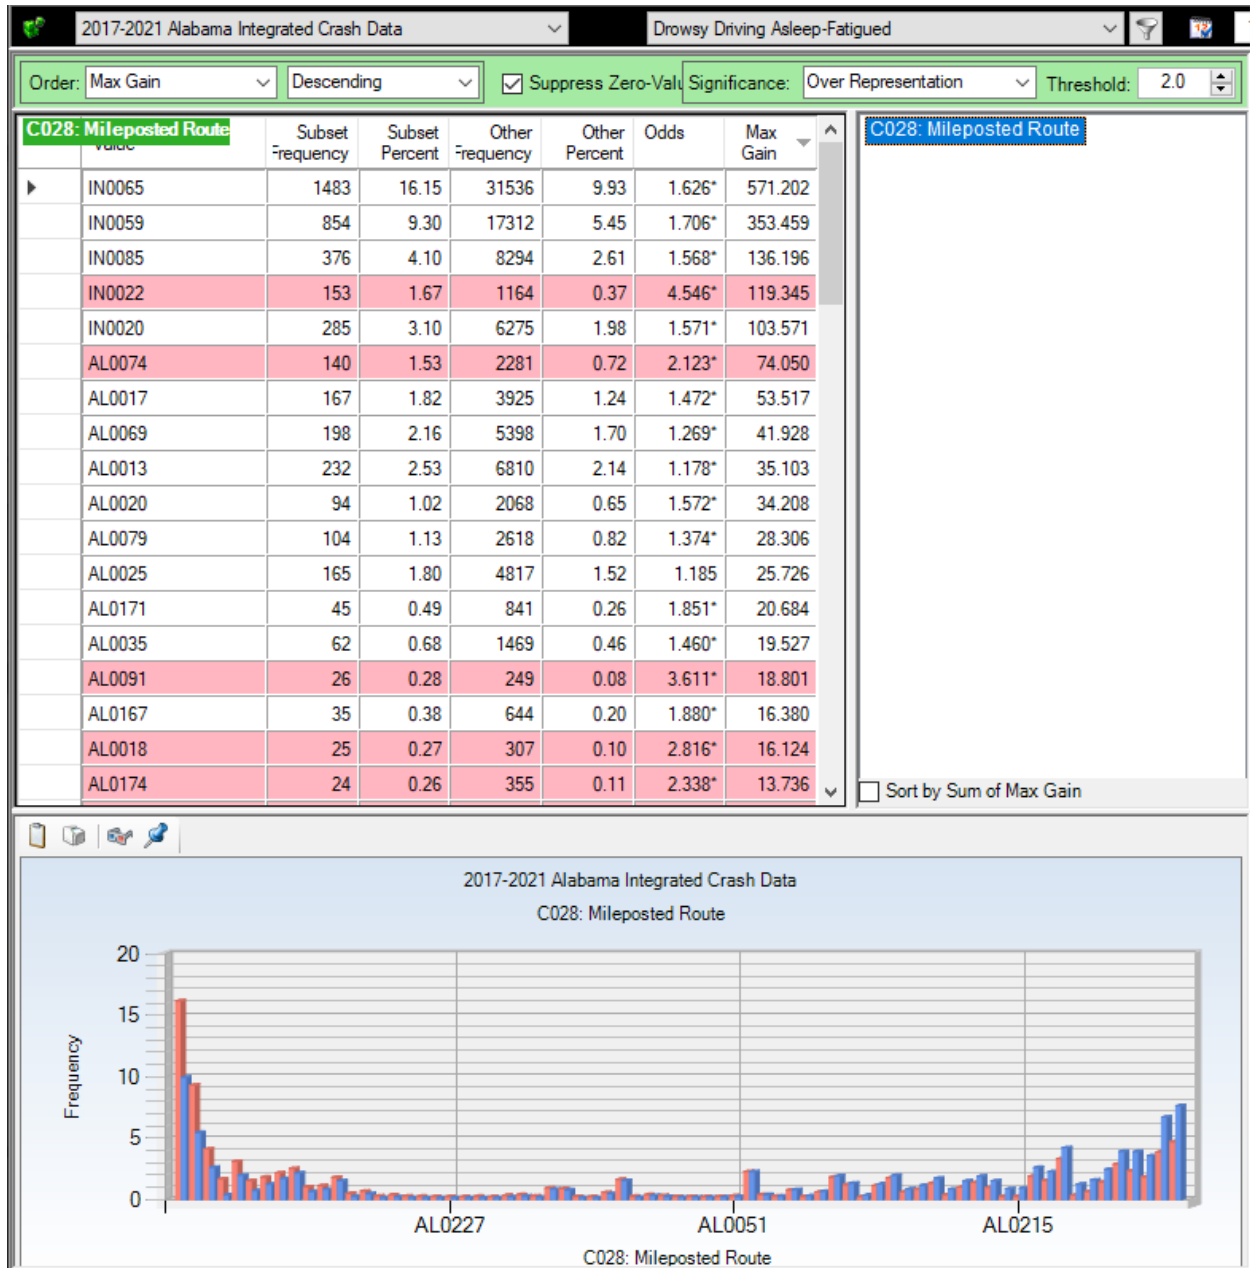 2017-2021 Alabama Integrated Crash Data Drowsy Driving Asleep-Fatigued
Order: Max Gain Descending Suppress Zero-Valu Significance: Over Representation Threshold: 2.0
C028: Mileposted Route Subset Frequency Subset Percent Other Frequency Other Percent Odds Max Gain
IN0065 1483 16.15 31536 9.93 1.626* 571.202
IN0059 854 9.30 17312 5.45 1.706* 353.459
IN0085 376 4.10 8294 2.61 1.568* 136.196
IN0022 153 1.67 1164 0.37 4.546* 119.345
IN0020 285 3.10 6275 1.98 1.571* 103.571
AL0074 140 1.53 2281 0.72 2.123* 74.050
AL0017 167 1.82 3925 1.24 1.472* 53.517
AL0069 198 2.16 5398 1.70 1.269* 41.928
AL0013 232 2.53 6810 2.14 1.178* 35.103
AL0020 94 1.02 2068 0.65 1.572* 34.208
AL0079 104 1.13 2618 0.82 1.374* 28.306
AL0025 165 1.80 4817 1.52 1.185 25.726
AL0171 45 0.49 841 0.26 1.851* 20.684
AL0035 62 0.68 1469 0.46 1.460* 19.527
AL0091 26 0.28 249 0.08 3.611* 18.801
AL0167 35 0.38 644 0.20 1.880* 16.380
AL0018 25 0.27 307 0.10 2.816* 16.124
AL0174 24 0.26 355 0.11 2.338* 13.736
C028: Mileposted Route
Sort by Sum of Max Gain
2017-2021 Alabama Integrated Crash Data
C028: Mileposted Route
Frequency
20
15
10
5
0
AL0227 AL0051 AL0215
C028: Mileposted Route